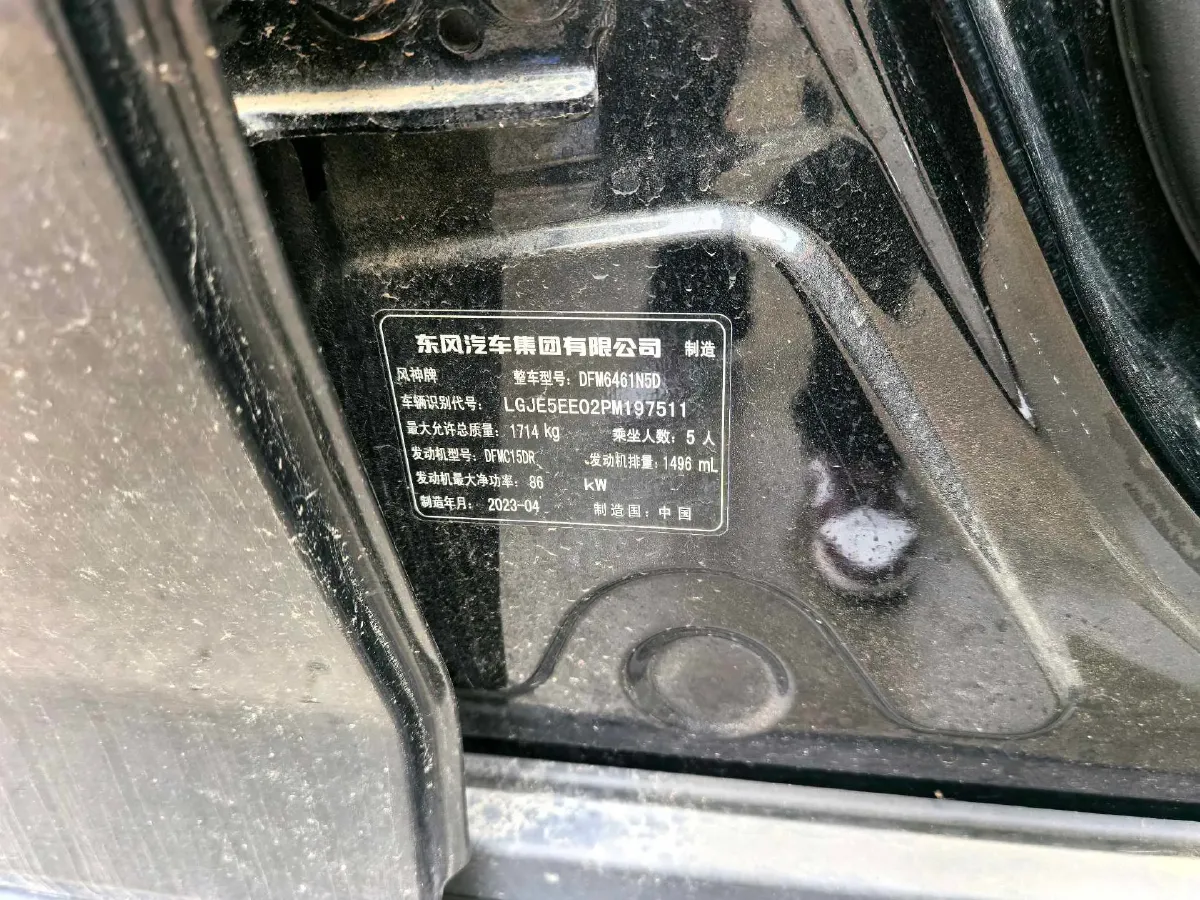 东风汽车集团有限公司 制造
风神牌 整车型号：DFM6461N5D
车辆识别代号：LGJE5EE02PM197511
最大允许总质量：1714 kg 乘坐人数：5 人
发动机型号：DFMC15DR 发动机排量：1496 mL
发动机最大净功率：86 kW
制造年月：2023-04 制造国：中国